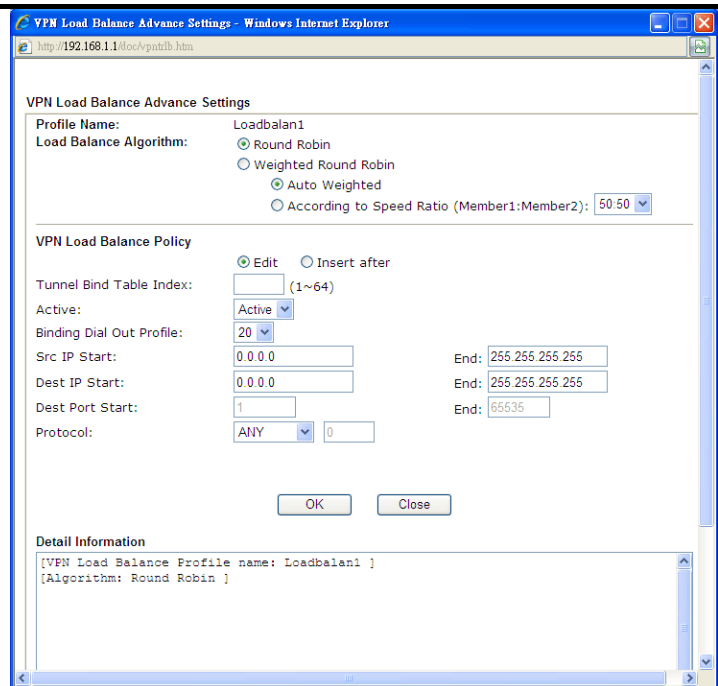 VPN Load Balance Advance Settings - Windows Internet Explorer
http://192.168.1.1/doc/vpntrlb.htm
VPN Load Balance Advance Settings
Profile Name: Loadbalan1
Load Balance Algorithm: Round Robin
Weighted Round Robin
Auto Weighted
According to Speed Ratio (Member1:Member2): 50:50
VPN Load Balance Policy
Edit Insert after
Tunnel Bind Table Index: (1~64)
Active: Active
Binding Dial Out Profile: 20
Src IP Start: 0.0.0.0 End: 255.255.255.255
Dest IP Start: 0.0.0.0 End: 255.255.255.255
Dest Port Start: 1 End: 65535
Protocol: ANY 0
OK Close
Detail Information
[VPN Load Balance Profile name: Loadbalan1 ]
[Algorithm: Round Robin ]